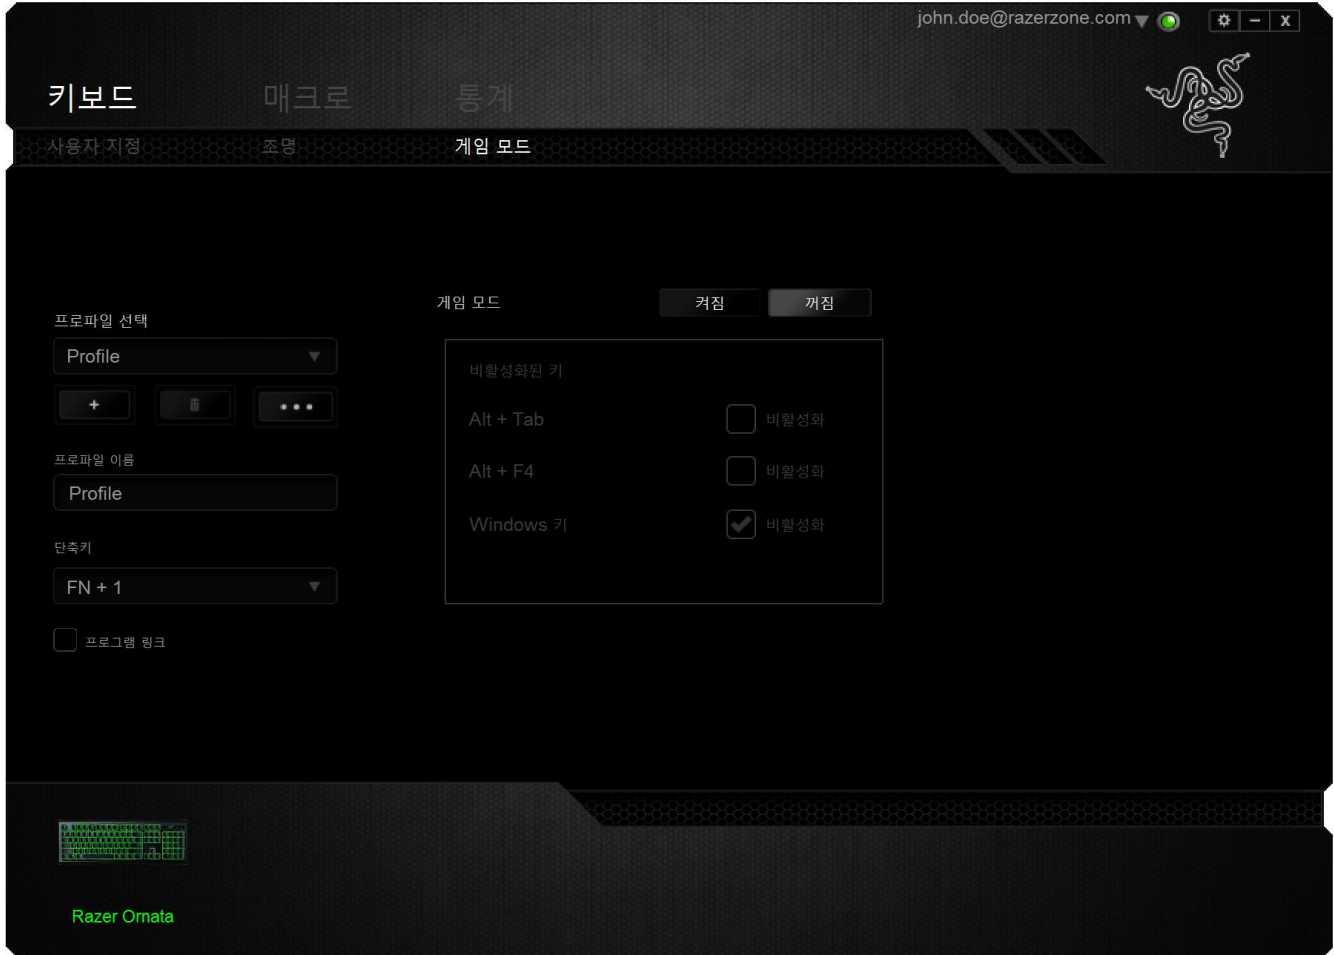 john.doe@razerzone.com
키보드 매크로 통계
사용자 지정 조명 게임 모드
게임 모드 켜짐 꺼짐
프로파일 선택
Profile
비활성화된 키
Alt + Tab 비활성화
Alt + F4 비활성화
Windows 키 비활성화
프로파일 이름
Profile
단축키
FN + 1
프로그램 링크
Razer Ornata